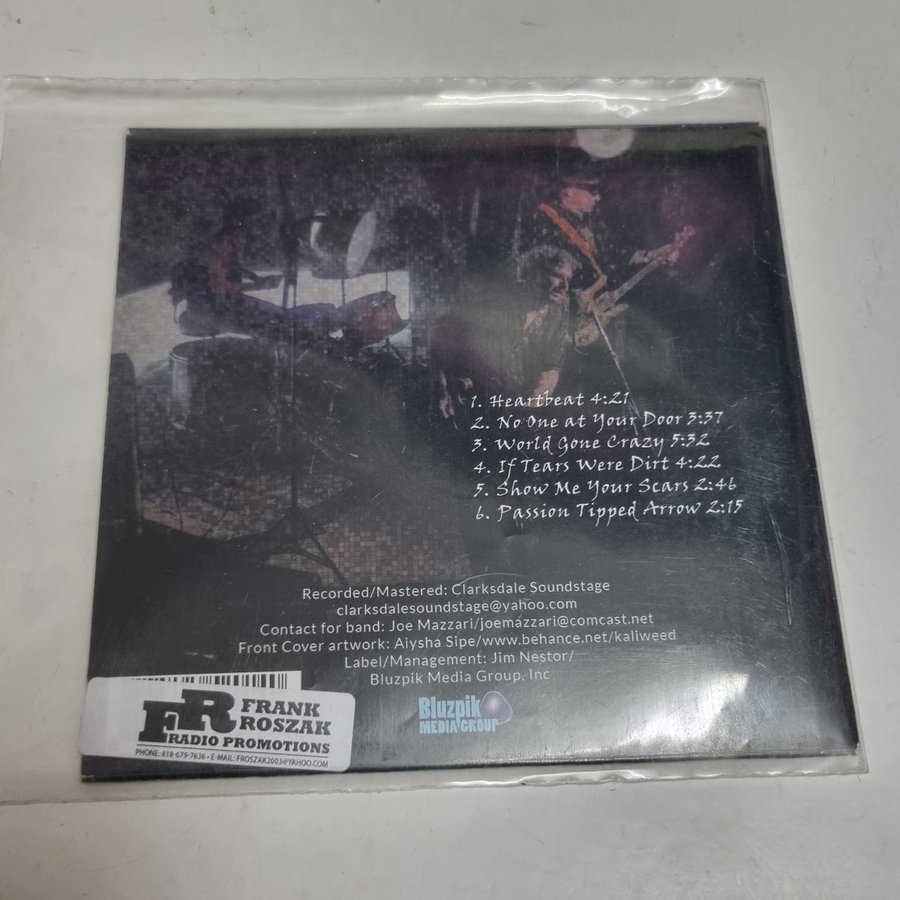 1. Heartbeat 4:21
2. No One at Your Door 3:37
3. World Gone Crazy 5:32
4. If Tears Were Dirt 4:22
5. Show Me Your Scars 2:46
6. Passion Tipped Arrow 2:15
Recorded/Mastered: Clarksdale Soundstage
clarksdalesoundstage@yahoo.com
Contact for band: Joe Mazzari/joemazzari@comcast.net
Front Cover artwork: Aiysha Sipe/www.behance.net/kaliweed
Label/Management: Jim Nestor/
Bluzpik Media Group, Inc
Bluzpik
MEDIA GROUP
FR FRANK
ROSZAK
RADIO PROMOTIONS
PHONE: 818-679-7636 • E-MAIL: FROSZAK2003@YAHOO.COM